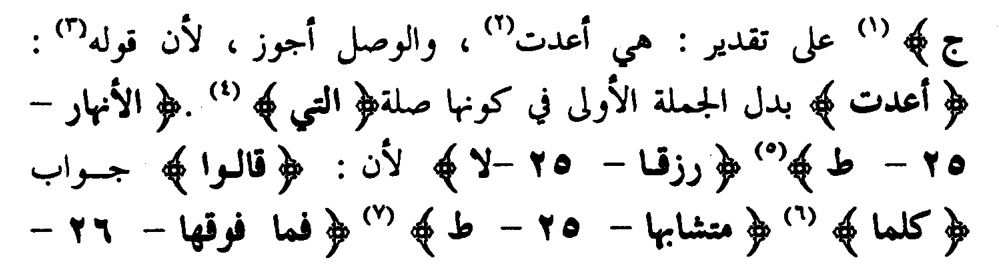 ج ﴾ (١) على تقدير : هي أعدت(٢) ، والوصل أجوز ، لأن قوله(٣) :
﴿ أعدت ﴾ بدل الجملة الأولى في كونها صلة ﴿ التي ﴾ (٤) . ﴿ الأنهار –
٢٥ – ط ﴾(٥) ﴿ رزقا – ٢٥ –لا ﴾ لأن : ﴿ قالوا ﴾ جـواب
﴿ كلما ﴾ (٦) ﴿ متشابها – ٢٥ – ط ﴾ (٧) ﴿ فما فوقها – ٢٦ –